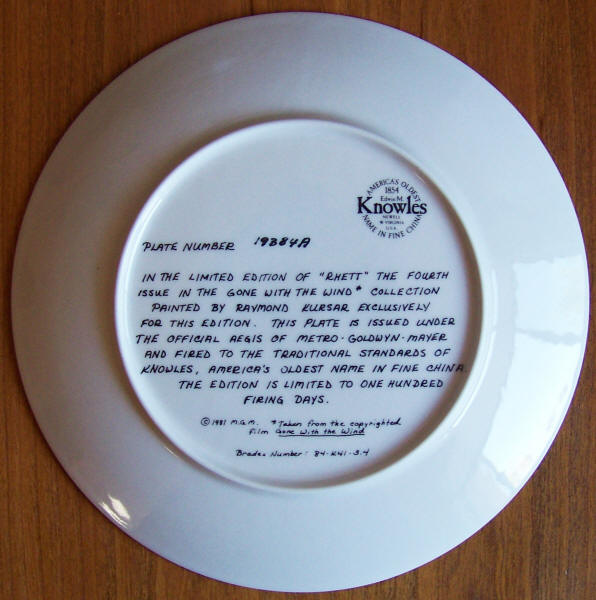 AMERICA'S OLDEST
1854
Edwin M.
Knowles
NEWELL
W. VIRGINIA
U.S.A.
NAME IN FINE CHINA
PLATE NUMBER 19384A
IN THE LIMITED EDITION OF "RHETT" THE FOURTH
ISSUE IN THE GONE WITH THE WIND* COLLECTION
PAINTED BY RAYMOND KURSAR EXCLUSIVELY
FOR THIS EDITION. THIS PLATE IS ISSUED UNDER
THE OFFICIAL AEGIS OF METRO-GOLDWYN-MAYER
AND FIRED TO THE TRADITIONAL STANDARDS OF
KNOWLES, AMERICA'S OLDEST NAME IN FINE CHINA.
THE EDITION IS LIMITED TO ONE HUNDRED
FIRING DAYS.
©1981 M.G.M. *Taken from the copyrighted
Film Gone With the Wind
Bradex Number: 84-K41-3.4